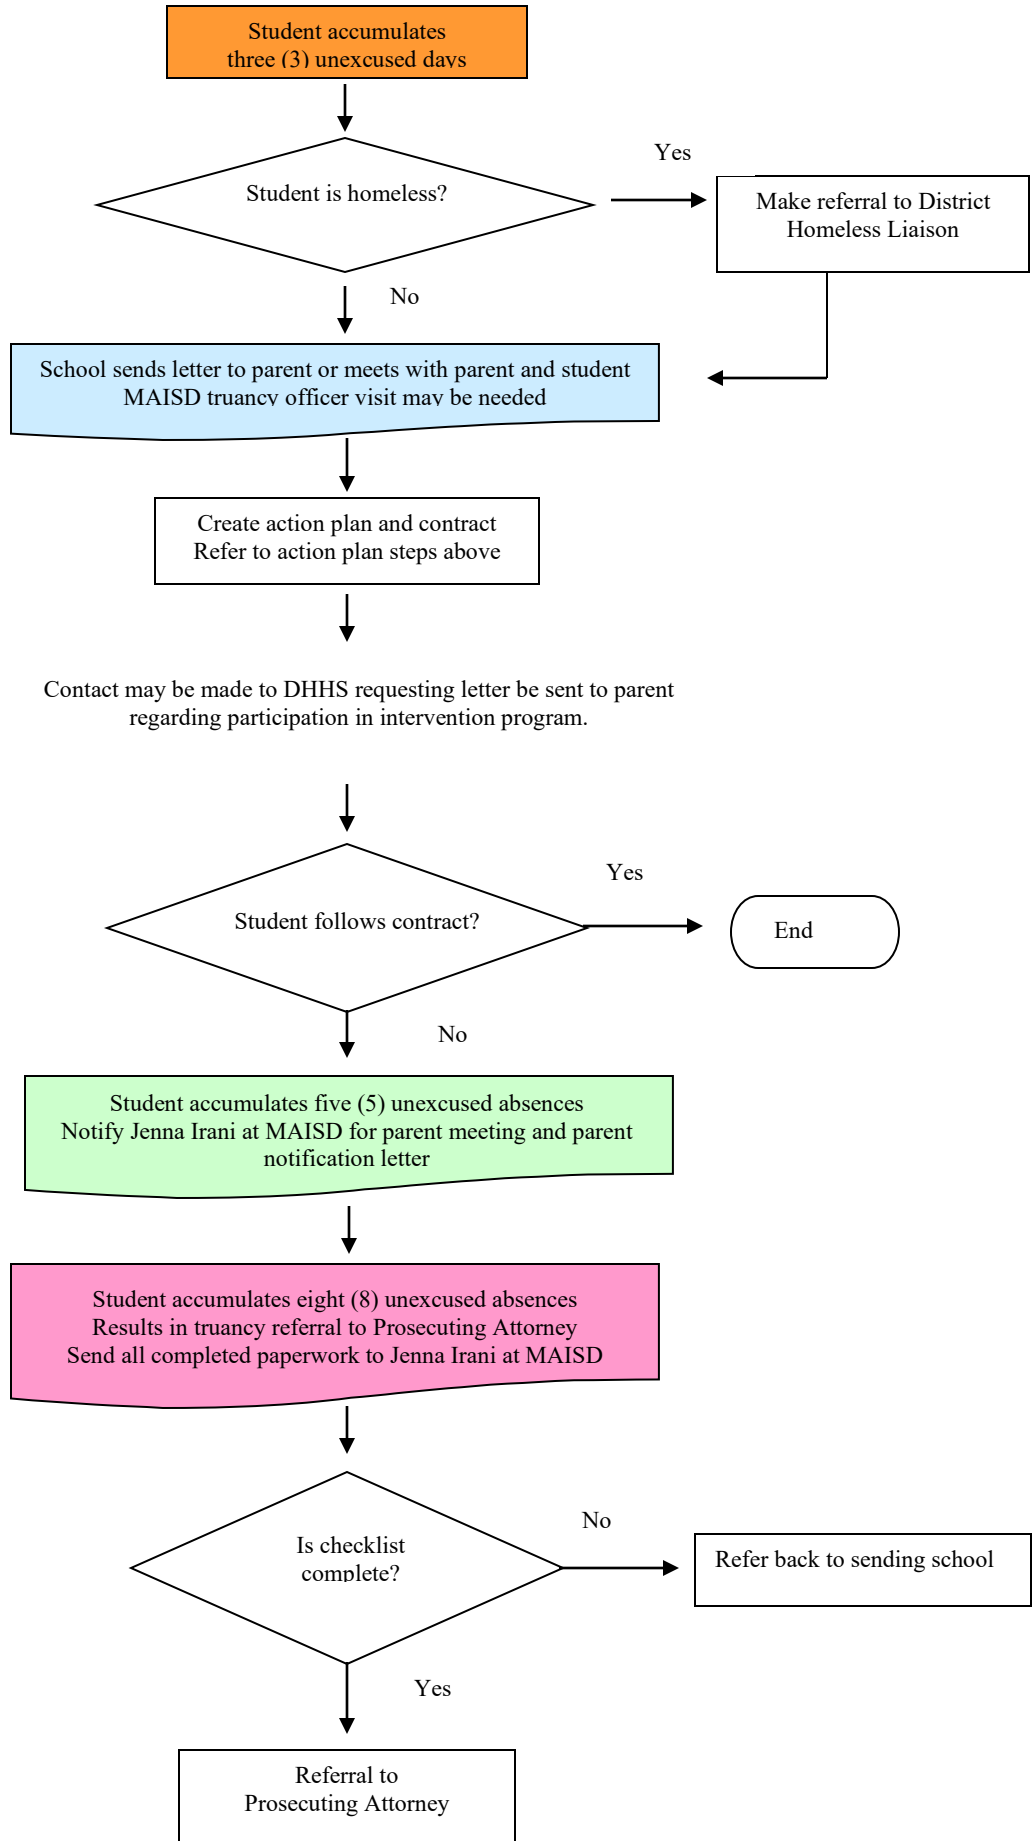 Student accumulates
three (3) unexcused days
Student is homeless?
Yes
Make referral to District
Homeless Liaison
No
School sends letter to parent or meets with parent and student
MAISD truancy officer visit may be needed
Create action plan and contract
Refer to action plan steps above
Contact may be made to DHHS requesting letter be sent to parent
regarding participation in intervention program.
Student follows contract?
Yes
End
No
Student accumulates five (5) unexcused absences
Notify Jenna Irani at MAISD for parent meeting and parent
notification letter
Student accumulates eight (8) unexcused absences
Results in truancy referral to Prosecuting Attorney
Send all completed paperwork to Jenna Irani at MAISD
Is checklist
complete?
No
Refer back to sending school
Yes
Referral to
Prosecuting Attorney